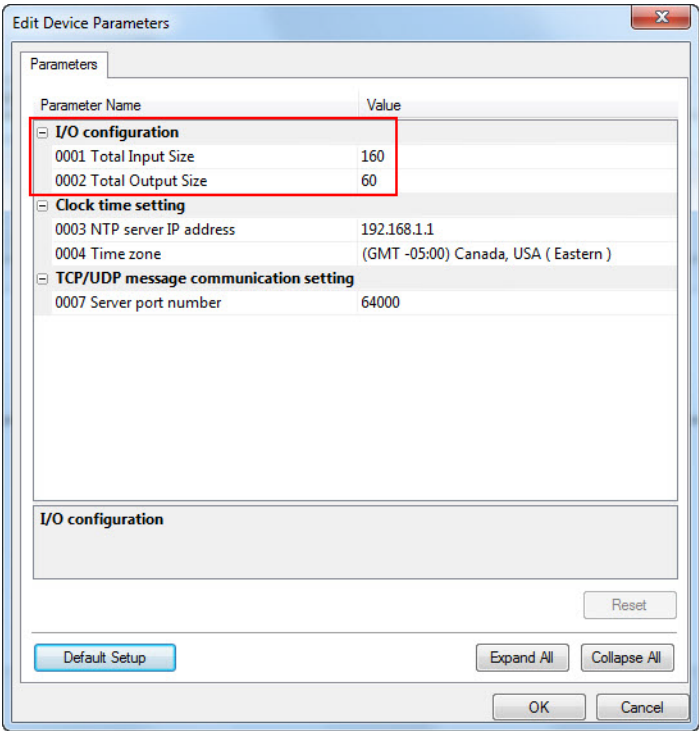 Edit Device Parameters
Parameters
Parameter Name Value
I/O configuration
0001 Total Input Size 160
0002 Total Output Size 60
Clock time setting
0003 NTP server IP address 192.168.1.1
0004 Time zone (GMT -05:00) Canada, USA ( Eastern )
TCP/UDP message communication setting
0007 Server port number 64000
I/O configuration
Reset
Default Setup Expand All Collapse All
OK Cancel